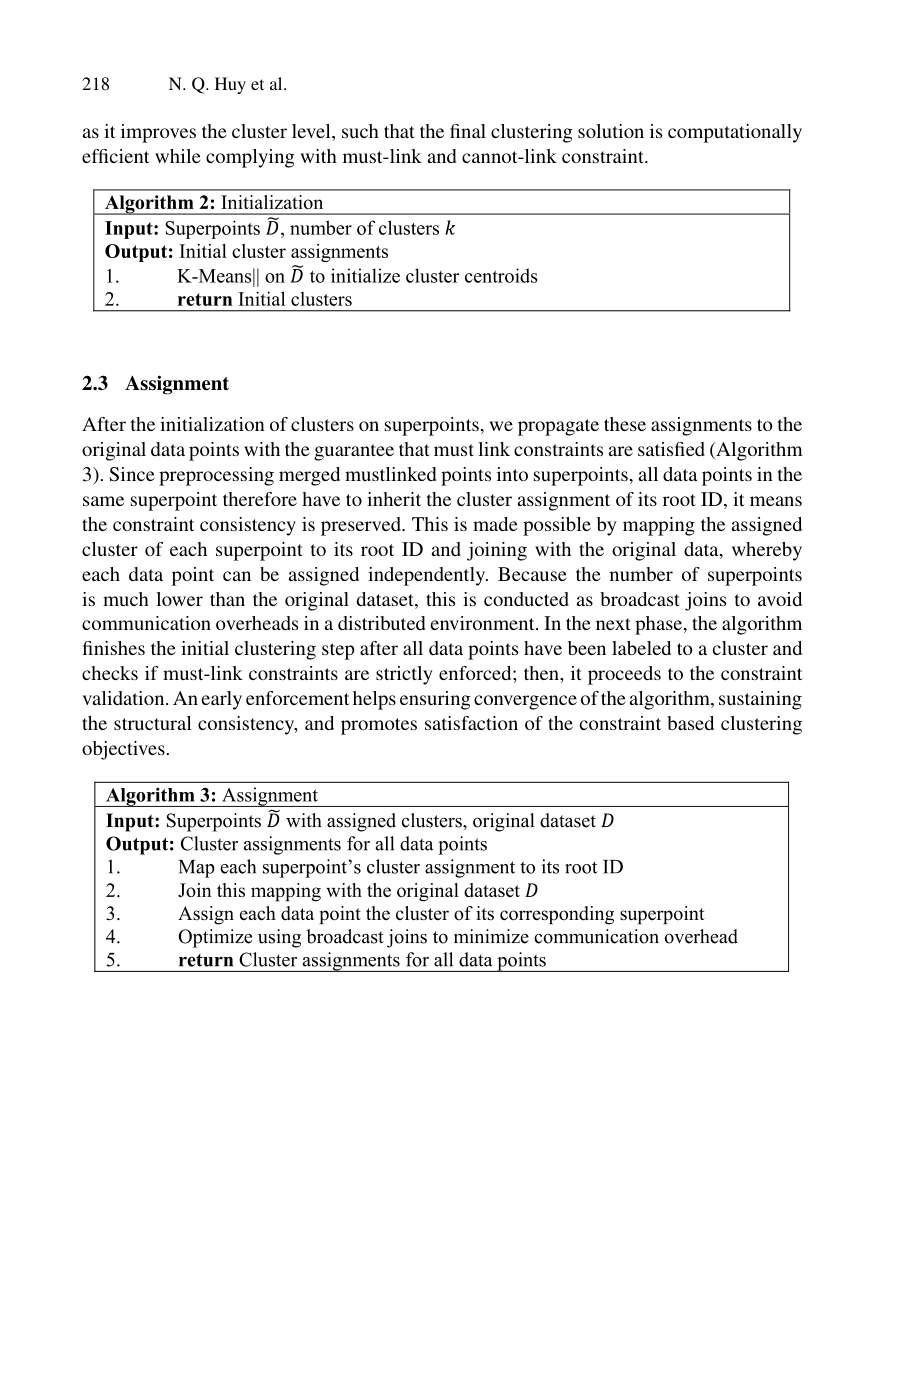 218 N. Q. Huy et al.
as it improves the cluster level, such that the final clustering solution is computationally
efficient while complying with must-link and cannot-link constraint.
Algorithm 2: Initialization
Input: Superpoints D̃, number of clusters k
Output: Initial cluster assignments
1. K-Means|| on D̃ to initialize cluster centroids
2. return Initial clusters
2.3 Assignment
After the initialization of clusters on superpoints, we propagate these assignments to the
original data points with the guarantee that must link constraints are satisfied (Algorithm
3). Since preprocessing merged mustlinked points into superpoints, all data points in the
same superpoint therefore have to inherit the cluster assignment of its root ID, it means
the constraint consistency is preserved. This is made possible by mapping the assigned
cluster of each superpoint to its root ID and joining with the original data, whereby
each data point can be assigned independently. Because the number of superpoints
is much lower than the original dataset, this is conducted as broadcast joins to avoid
communication overheads in a distributed environment. In the next phase, the algorithm
finishes the initial clustering step after all data points have been labeled to a cluster and
checks if must-link constraints are strictly enforced; then, it proceeds to the constraint
validation. An early enforcement helps ensuring convergence of the algorithm, sustaining
the structural consistency, and promotes satisfaction of the constraint based clustering
objectives.
Algorithm 3: Assignment
Input: Superpoints D̃ with assigned clusters, original dataset D
Output: Cluster assignments for all data points
1. Map each superpoint’s cluster assignment to its root ID
2. Join this mapping with the original dataset D
3. Assign each data point the cluster of its corresponding superpoint
4. Optimize using broadcast joins to minimize communication overhead
5. return Cluster assignments for all data points